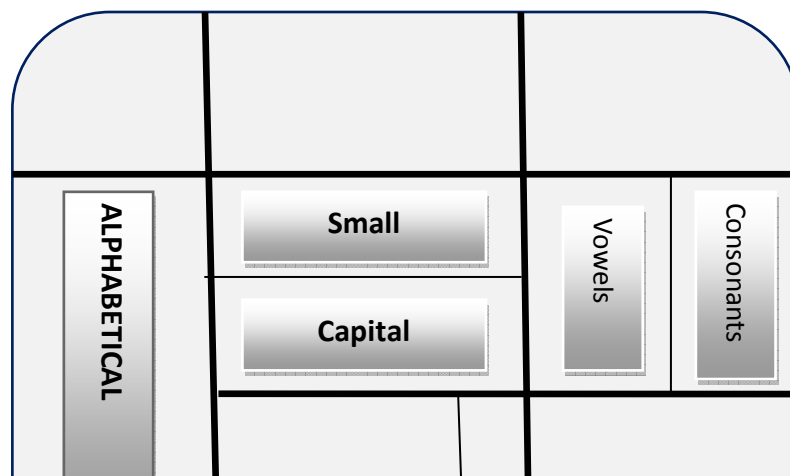 ALPHABETICAL
Small
Capital
Vowels
Consonants